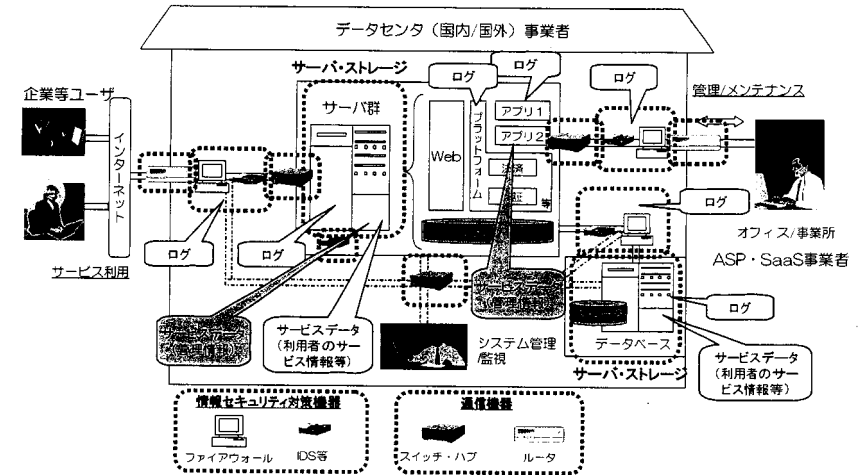 データセンタ(国内/国外)事業者
サーバ・ストレージ
ログ
ログ
ログ
企業等ユーザ
管理/メンテナンス
サーバ群
インターネット
Web
プラットフォーム
アプリ1
アプリ2
決済
等
ログ
ログ
ログ
サービス利用
オフィス/事業所
ASP・SaaS事業者
ログ
サービスデータ
(利用者のサー
ビス情報等)
システム管理
/監視
データベース
サーバ・ストレージ
サービスデータ
(利用者のサー
ビス情報等)
情報セキュリティ対策機器
ファイアウォール
IDS等
通信機器
スイッチ・ハブ
ルータ